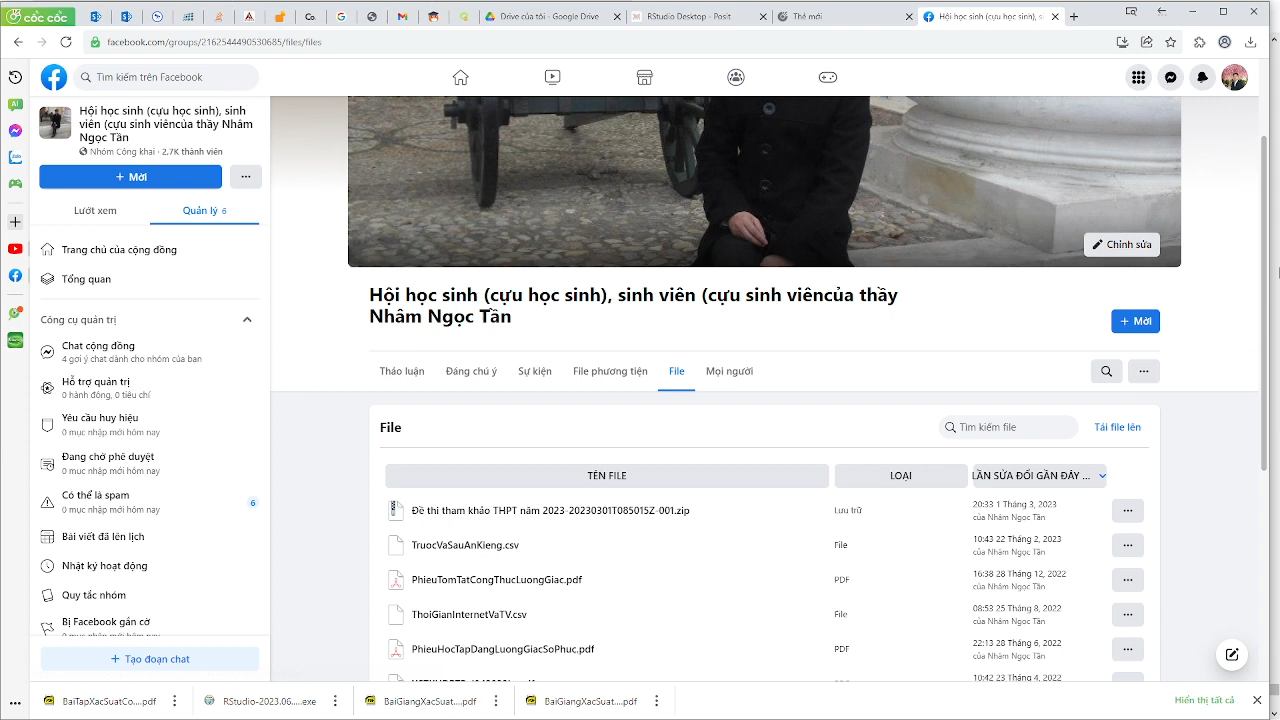 cốc cốc
Ca
Drive của tôi - Google Drive
RStudio Desktop - Posit
Thẻ mới
Hội học sinh (cựu học sinh), si
facebook.com/groups/2162544490530685/files/files
Tìm kiếm trên Facebook
Hội học sinh (cựu học sinh), sinh
viên (cựu sinh viêncủa thầy Nhâm
Ngọc Tần
Nhóm Công khai · 2.7K thành viên
+ Mời
...
Lướt xem
Quản lý 6
Trang chủ của cộng đồng
Tổng quan
Công cụ quản trị
Chat cộng đồng
4 gợi ý chat dành cho nhóm của bạn
Hỗ trợ quản trị
0 hành động, 0 tiêu chí
Yêu cầu huy hiệu
0 mục nhập mới hôm nay
Đang chờ phê duyệt
0 mục nhập mới hôm nay
Có thể là spam
0 mục nhập mới hôm nay
6
Bài viết đã lên lịch
Nhật ký hoạt động
Quy tắc nhóm
Bị Facebook gắn cờ
0 mục nhập mới hôm nay
+ Tạo đoạn chat
Chỉnh sửa
Hội học sinh (cựu học sinh), sinh viên (cựu sinh viêncủa thầy
Nhâm Ngọc Tần
+ Mời
Thảo luận
Đáng chú ý
Sự kiện
File phương tiện
File
Mọi người
...
File
Tìm kiếm file
Tải file lên
TÊN FILE
LOẠI
LẦN SỬA ĐỔI GẦN ĐÂY ...
Đề thi tham khảo THPT năm 2023-20230301T085015Z-001.zip
Lưu trữ
20:33 1 Tháng 3, 2023
của Nhâm Ngọc Tần
...
TruocVaSauAnKieng.csv
File
10:43 22 Tháng 2, 2023
của Nhâm Ngọc Tần
...
PhieuTomTatCongThucLuongGiac.pdf
PDF
16:38 28 Tháng 12, 2022
của Nhâm Ngọc Tần
...
ThoiGianInternetVaTV.csv
File
08:53 25 Tháng 8, 2022
của Nhâm Ngọc Tần
...
PhieuHocTapDangLuongGiacSoPhuc.pdf
PDF
22:13 28 Tháng 6, 2022
của Nhâm Ngọc Tần
...
10:42 23 Tháng 4, 2022
BaiTapXacSuatCo....pdf
RStudio-2023.06....exe
BaiGiangXacSuat....pdf
BaiGiangXacSuat....pdf
Hiển thị tất cả